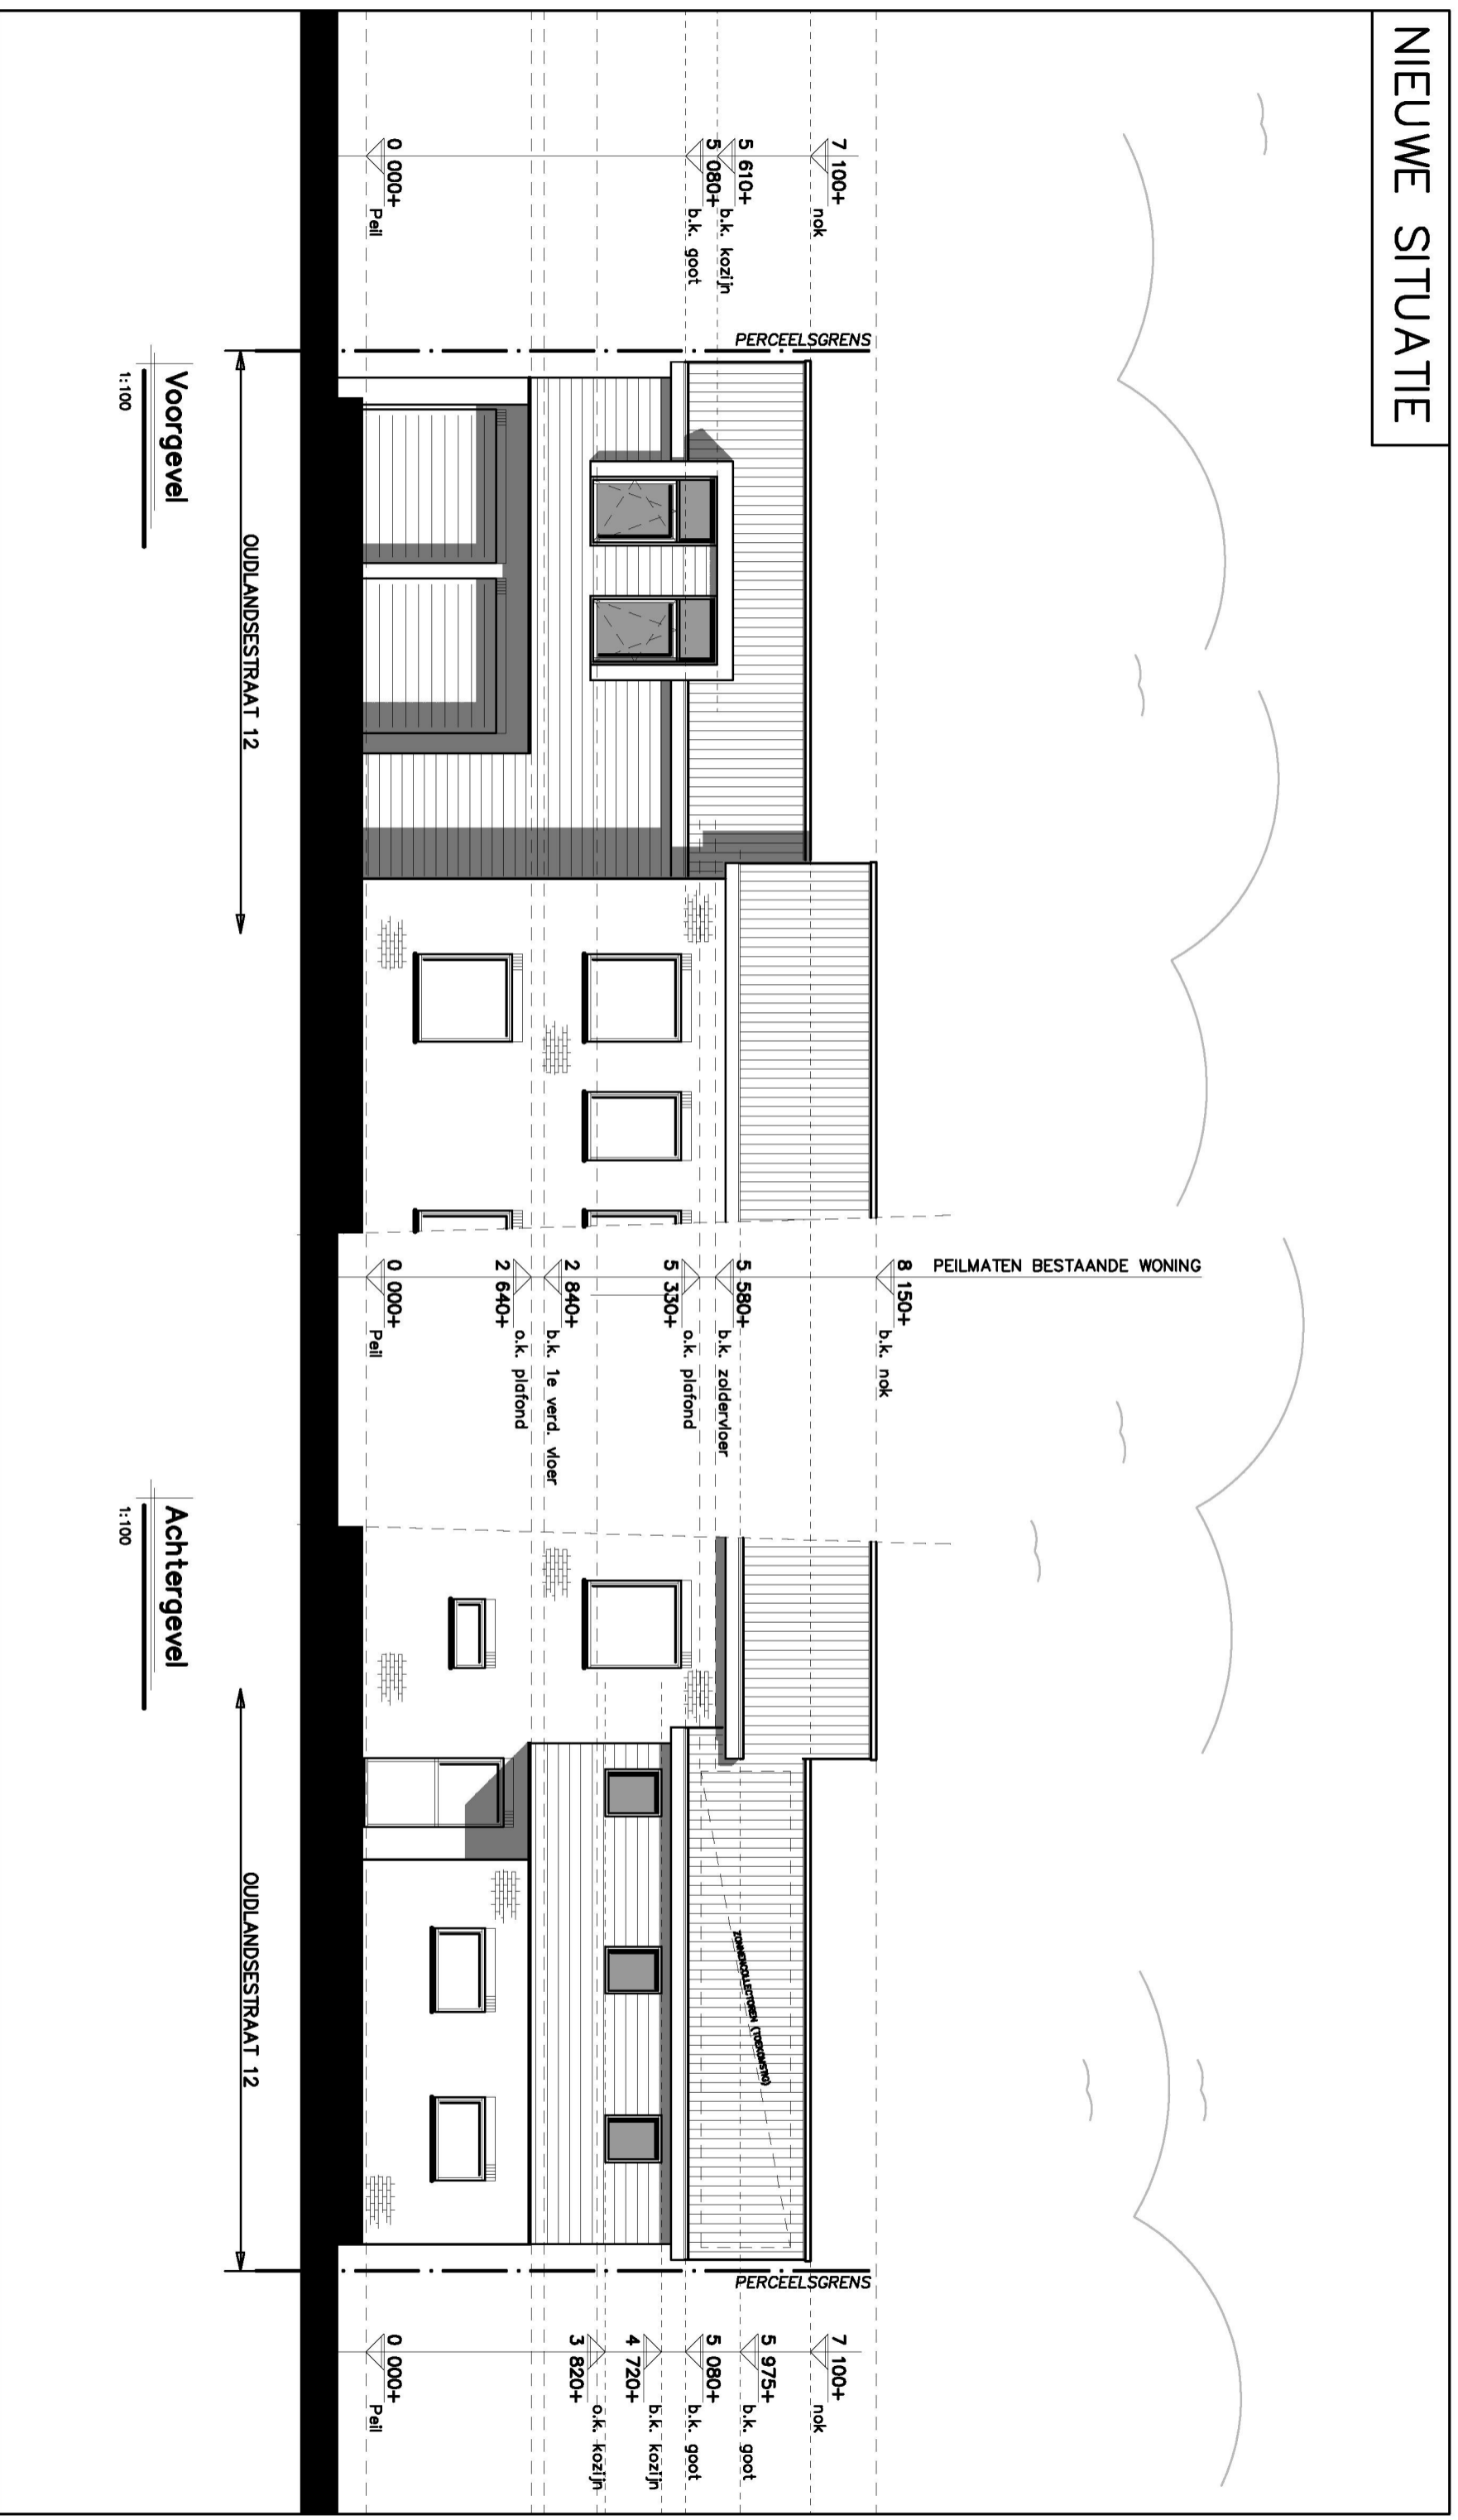 NIEUWE SITUATIE
7 100+
nok
5 610+
b.k. kozijn
5 080+
b.k. goot
0 000+
Peil
PERCEELSGRENS
OUDLANDSESTRAAT 12
Voorgevel
1:100
PEILMATEN BESTAANDE WONING
8 150+
b.k. nok
5 580+
b.k. zoldervloer
5 330+
o.k. plafond
2 840+
b.k. 1e verd. vloer
2 640+
o.k. plafond
0 000+
Peil
ZONNENCOLLECTOREN (TOEKOMSTIG)
PERCEELSGRENS
OUDLANDSESTRAAT 12
Achtergevel
1:100
7 100+
nok
5 975+
b.k. goot
5 080+
b.k. goot
4 720+
b.k. kozijn
3 820+
o.k. kozijn
0 000+
Peil